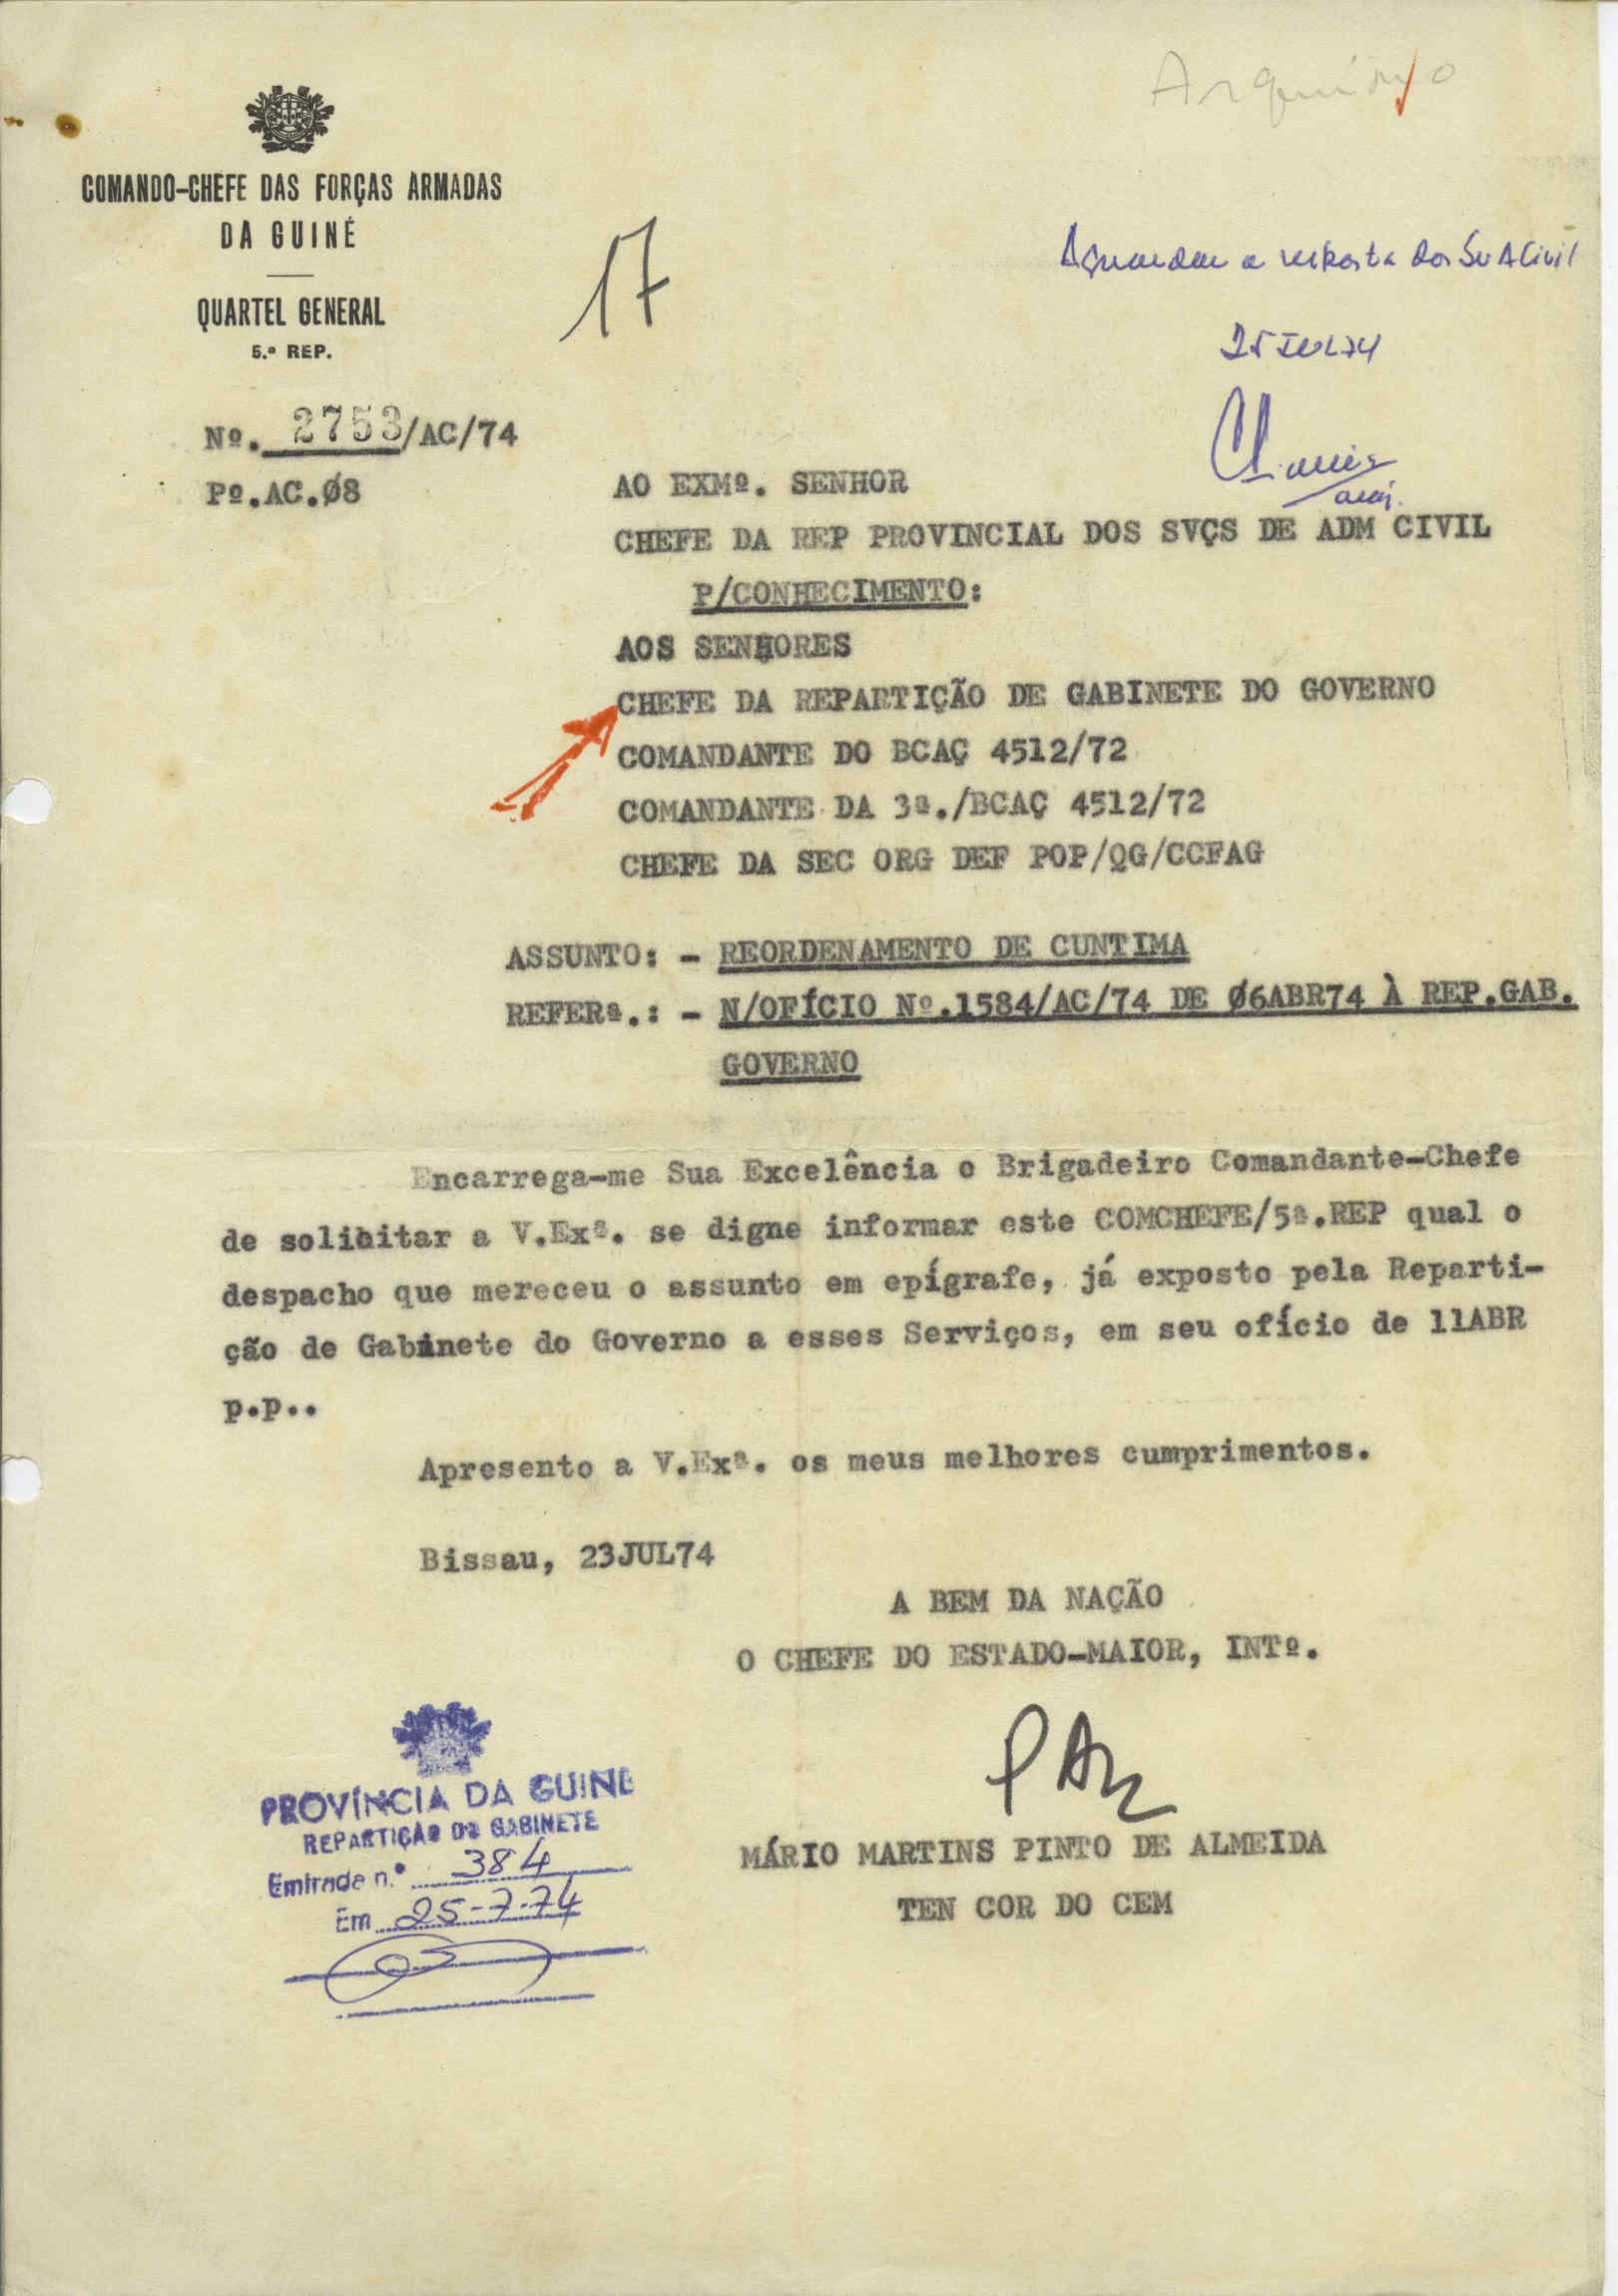 Arquivo
COMANDO-CHEFE DAS FORÇAS ARMADAS
DA GUINÉ
QUARTEL GENERAL
5.ª REP.
17
Aguardar a resposta dos Sv A Civil
25 JUL 74
Nº. 2753/AC/74
Pº.AC.Ø8
AO EXMº. SENHOR
CHEFE DA REP PROVINCIAL DOS SVÇS DE ADM CIVIL
P/CONHECIMENTO:
AOS SENHORES
CHEFE DA REPARTIÇÃO DE GABINETE DO GOVERNO
COMANDANTE DO BCAÇ 4512/72
COMANDANTE DA 3ª./BCAÇ 4512/72
CHEFE DA SEC ORG DEF POP/QG/CCFAG
ASSUNTO: - REORDENAMENTO DE CUNTIMA
REFERª.: - N/OFÍCIO Nº.1584/AC/74 DE Ø6ABR74 À REP.GAB.
GOVERNO
Encarrega-me Sua Excelência o Brigadeiro Comandante-Chefe
de solicitar a V.Exª. se digne informar este COMCHEFE/5ª.REP qual o
despacho que mereceu o assunto em epígrafe, já exposto pela Reparti-
ção de Gabinete do Governo a esses Serviços, em seu ofício de 11ABR
p.p..
Apresento a V.Exª. os meus melhores cumprimentos.
Bissau, 23JUL74
A BEM DA NAÇÃO
O CHEFE DO ESTADO-MAIOR, INTº.
MÁRIO MARTINS PINTO DE ALMEIDA
TEN COR DO CEM
PROVÍNCIA DA GUINÉ
REPARTIÇÃO DE GABINETE
Entrada n.º 384
Em 25-7-74